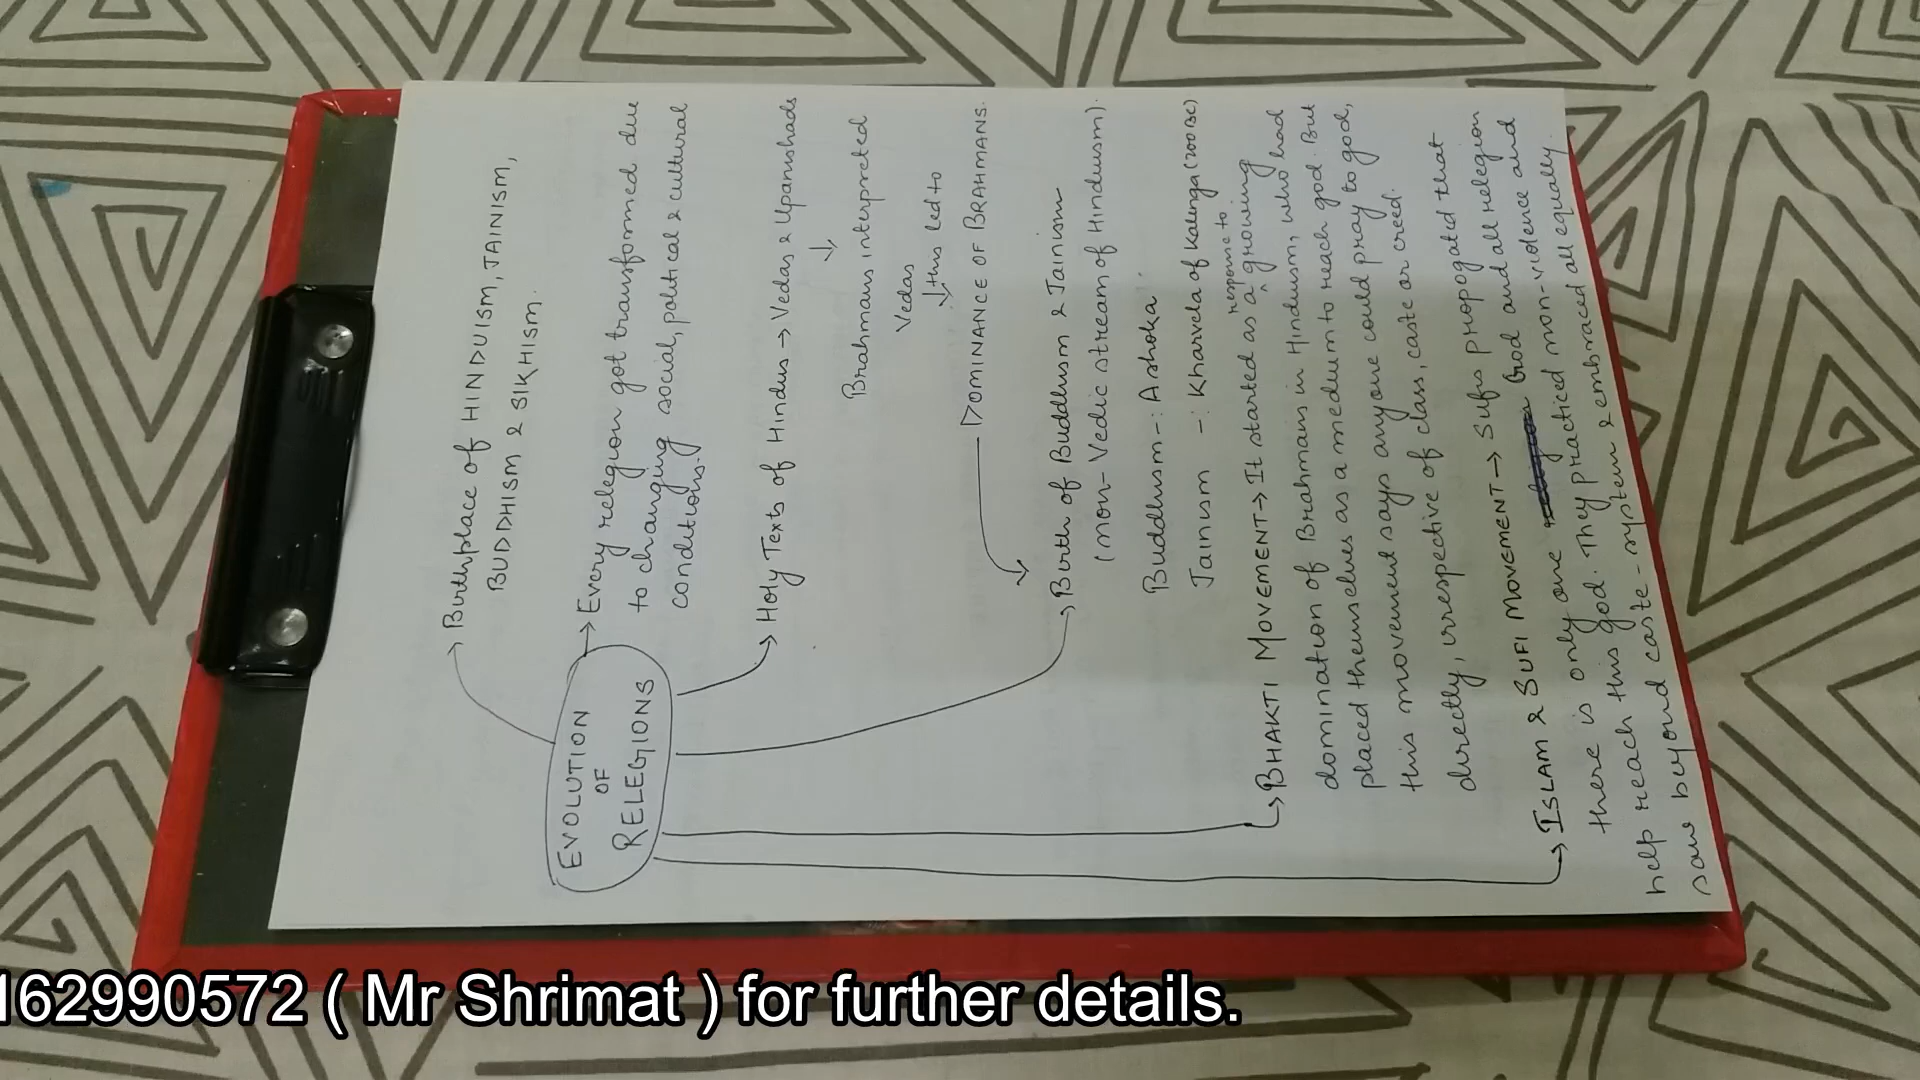 Birthplace of HINDUISM, JAINISM,
BUDDHISM & SIKHISM.
EVOLUTION
OF
RELEGIONS
Every relegion got transformed due
to changing social, political & cultural
conditions.
Holy Texts of Hindus → Vedas & Upanishads
↓
Brahmans interpreted
Vedas
↓ this led to
DOMINANCE OF BRAHMANS.
Birth of Buddhism & Jainism
(non-Vedic stream of Hinduism).
Buddhism -: Ashoka.
Jainism -: Kharvela of Kalinga (200 BC)
response to
BHAKTI MOVEMENT → It started as a ^ growing
domination of Brahmans in Hinduism, who had
placed themselves as a medium to reach god. But
this movement says anyone could pray to god,
directly, irrespective of class, caste or creed.
ISLAM & SUFI MOVEMENT → Sufis propogated that
there is only one God and all relegion
help reach this god. They practiced non-violence and
saw beyond caste-system & embraced all equally.
162990572 ( Mr Shrimat ) for further details.